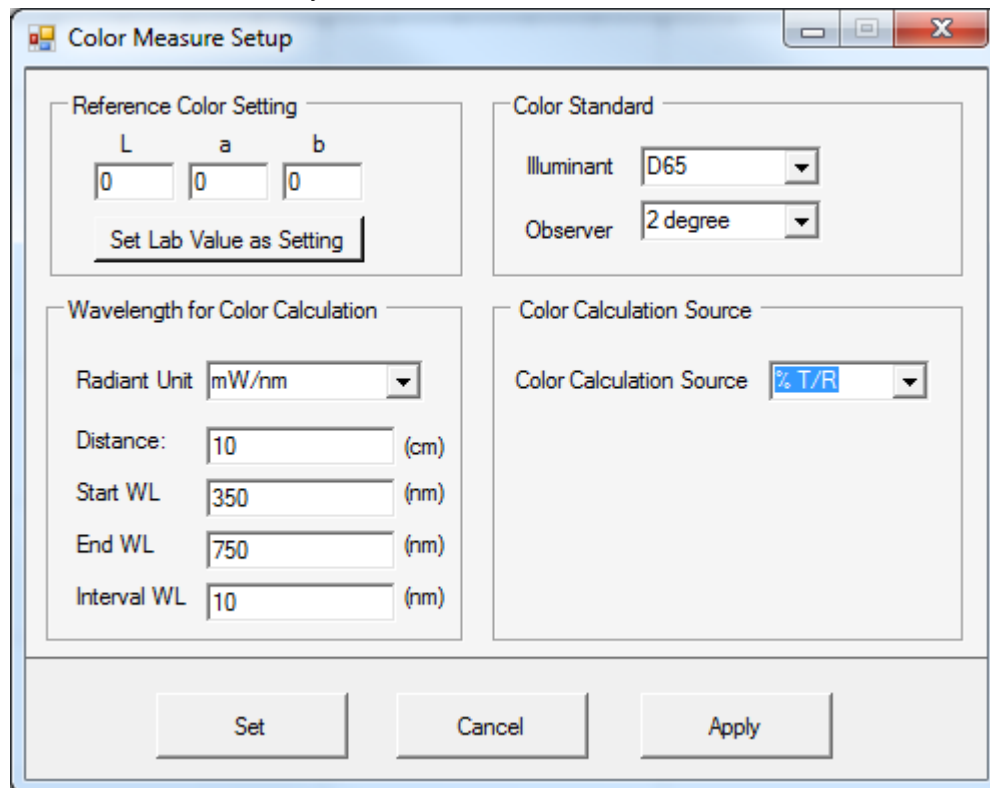 Color Measure Setup
Reference Color Setting
L a b
0 0 0
Set Lab Value as Setting
Color Standard
Illuminant D65
Observer 2 degree
Wavelength for Color Calculation
Radiant Unit mW/nm
Distance: 10 (cm)
Start WL 350 (nm)
End WL 750 (nm)
Interval WL 10 (nm)
Color Calculation Source
Color Calculation Source % T/R
Set Cancel Apply